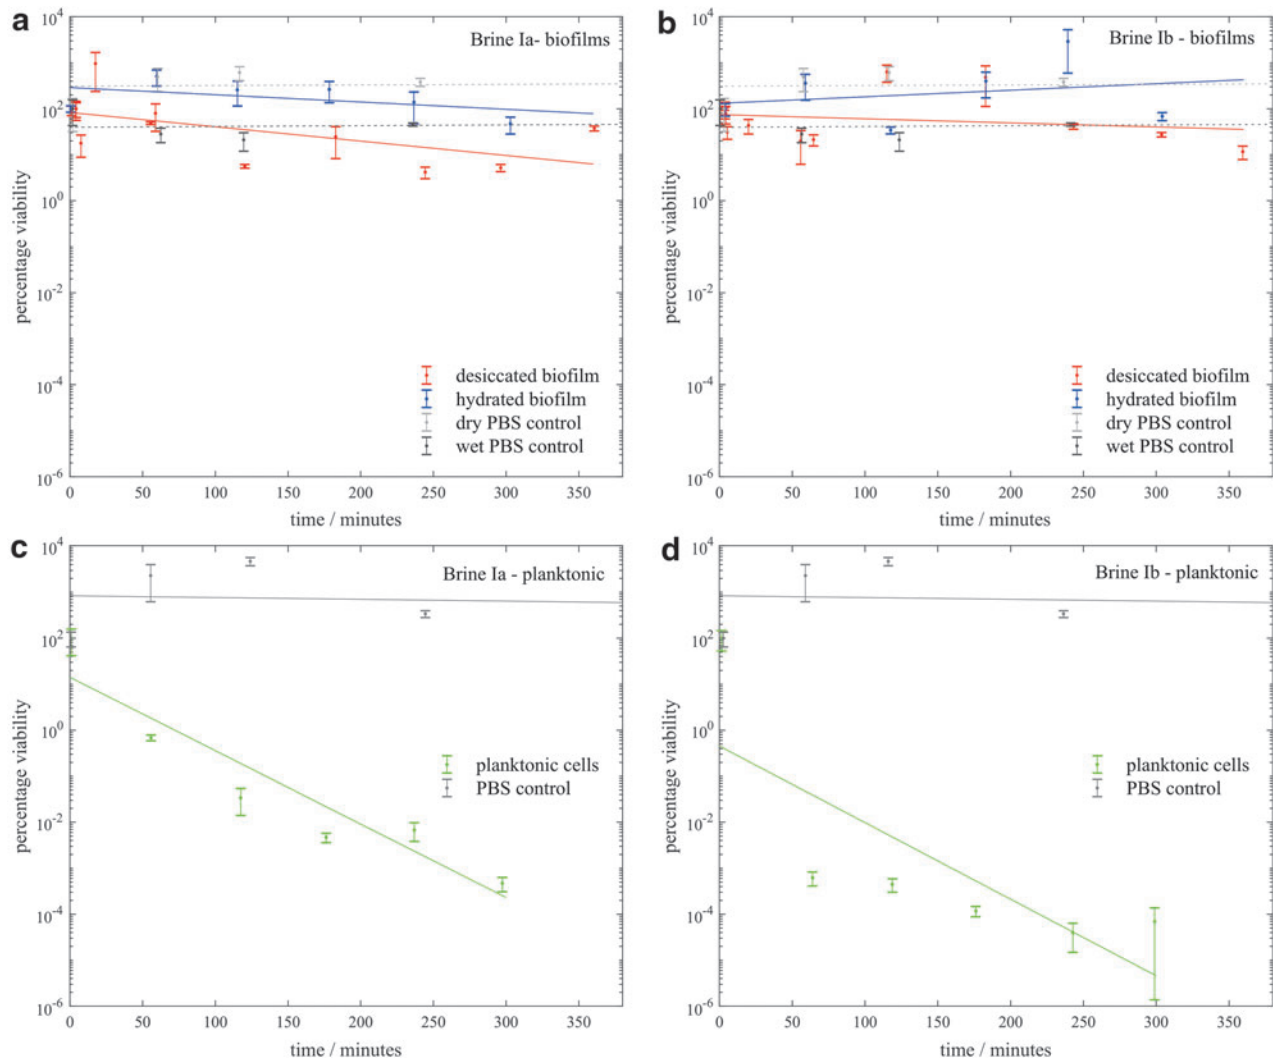 a
Brine Ia- biofilms
percentage viability
10^4
10^2
10^0
10^-2
10^-4
10^-6
desiccated biofilm
hydrated biofilm
dry PBS control
wet PBS control
0 50 100 150 200 250 300 350
time / minutes
b
Brine Ib - biofilms
percentage viability
10^4
10^2
10^0
10^-2
10^-4
10^-6
desiccated biofilm
hydrated biofilm
dry PBS control
wet PBS control
0 50 100 150 200 250 300 350
time / minutes
c
Brine Ia - planktonic
percentage viability
10^4
10^2
10^0
10^-2
10^-4
10^-6
planktonic cells
PBS control
0 50 100 150 200 250 300 350
time / minutes
d
Brine Ib - planktonic
percentage viability
10^4
10^2
10^0
10^-2
10^-4
10^-6
planktonic cells
PBS control
0 50 100 150 200 250 300 350
time / minutes